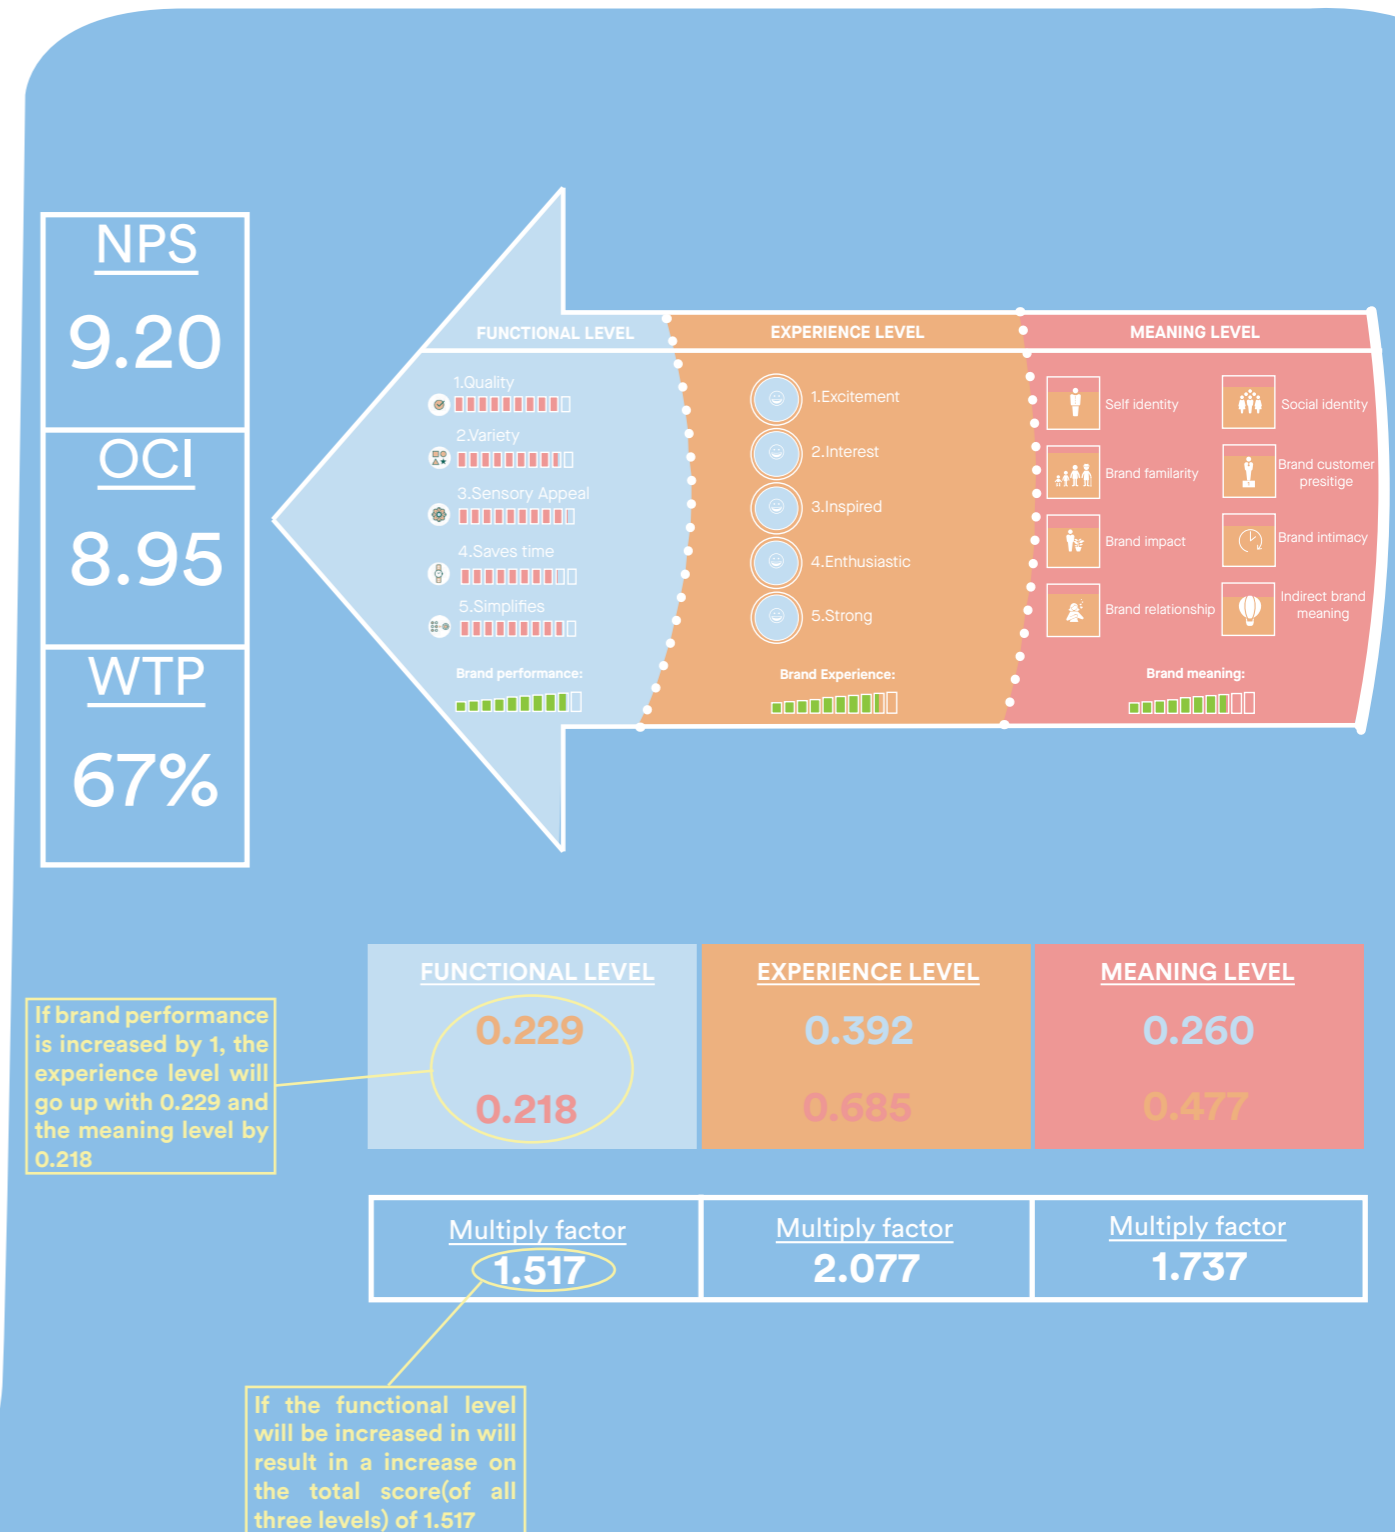 NPS
9.20
OCI
8.95
WTP
67%
FUNCTIONAL LEVEL
1.Quality
2.Variety
3.Sensory Appeal
4.Saves time
5.Simplifies
Brand performance:
EXPERIENCE LEVEL
1.Excitement
2.Interest
3.Inspired
4.Enthusiastic
5.Strong
Brand Experience:
MEANING LEVEL
Self identity
Social identity
Brand familarity
Brand customer
presitige
Brand impact
Brand intimacy
Brand relationship
Indirect brand
meaning
Brand meaning:
FUNCTIONAL LEVEL
0.229
0.218
EXPERIENCE LEVEL
0.392
0.685
MEANING LEVEL
0.260
0.477
If brand performance
is increased by 1, the
experience level will
go up with 0.229 and
the meaning level by
0.218
Multiply factor
1.517
Multiply factor
2.077
Multiply factor
1.737
If the functional level
will be increased in will
result in a increase on
the total score(of all
three levels) of 1.517